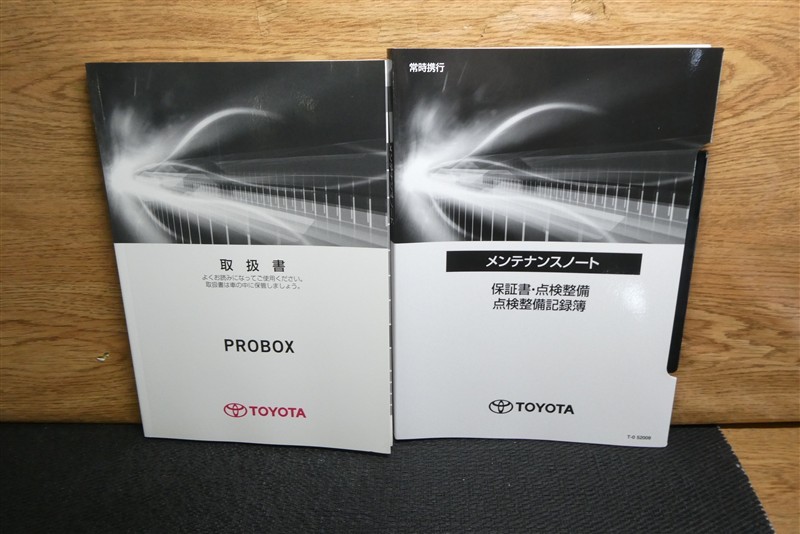 取扱書
よくお読みになってご使用ください。
取扱書は車の中に保管しましょう。
PROBOX
TOYOTA
常時携行
メンテナンスノート
保証書・点検整備
点検整備記録簿
TOYOTA